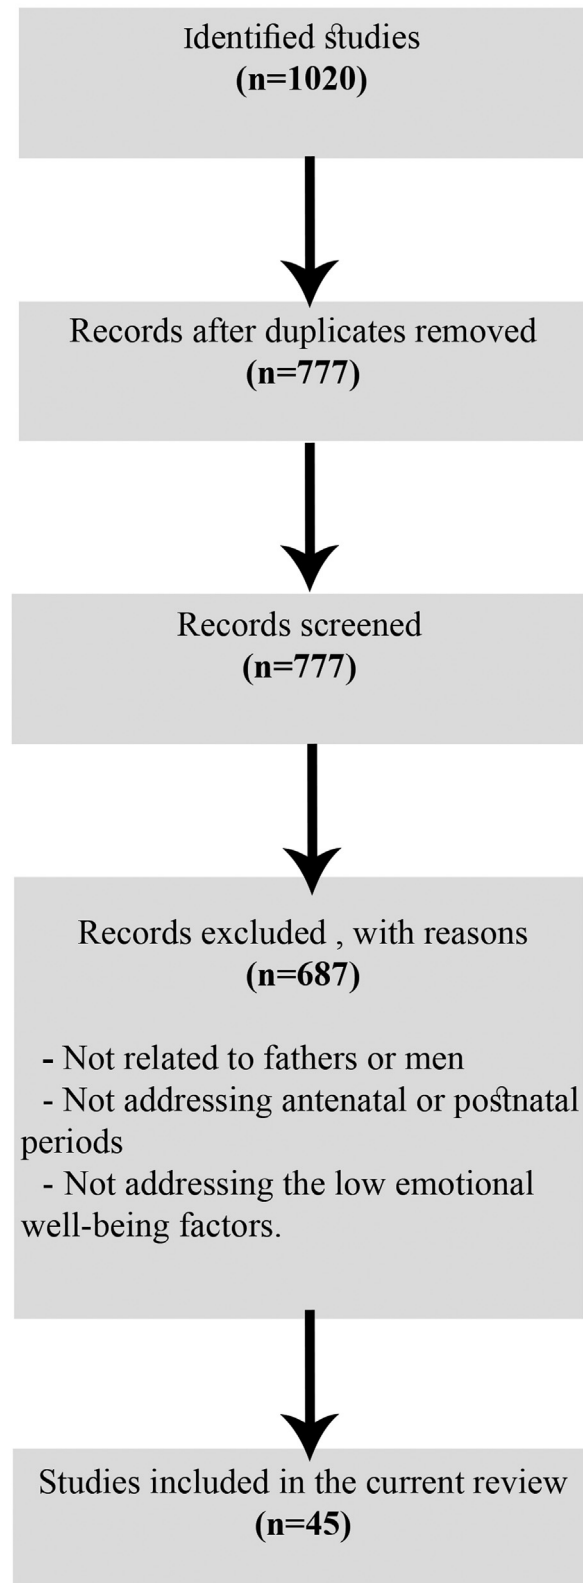 Identified studies
(n=1020)
Records after duplicates removed
(n=777)
Records screened
(n=777)
Records excluded , with reasons
(n=687)
- Not related to fathers or men
- Not addressing antenatal or postnatal
periods
- Not addressing the low emotional
well-being factors.
Studies included in the current review
(n=45)